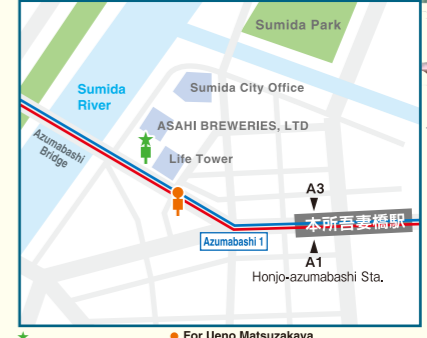 Sumida Park
Sumida
River
Sumida City Office
ASAHI BREWERIES, LTD
Azumabashi
Bridge
Life Tower
A3
本所吾妻橋駅
Azumabashi 1
A1
Honjo-azumabashi Sta.
For Ueno Matsuzakaya